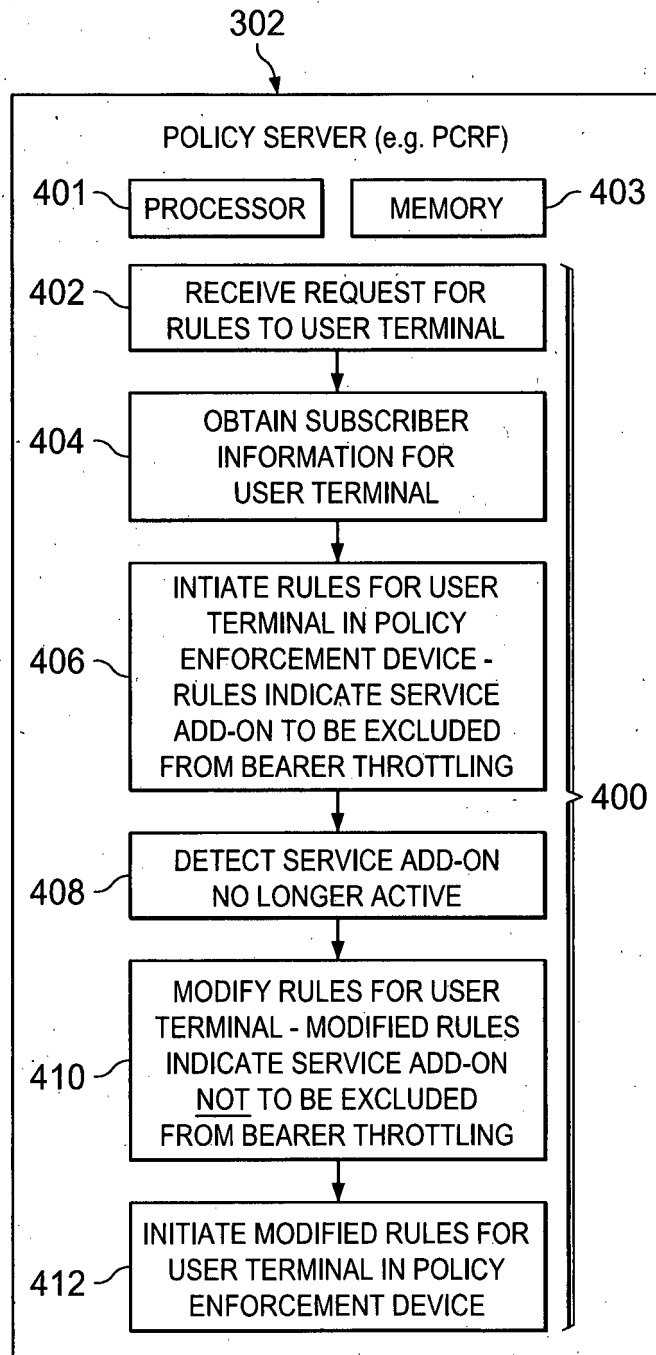 302
POLICY SERVER (e.g. PCRF)
401
PROCESSOR
MEMORY
403
402
RECEIVE REQUEST FOR
RULES TO USER TERMINAL
404
OBTAIN SUBSCRIBER
INFORMATION FOR
USER TERMINAL
406
INTIATE RULES FOR USER
TERMINAL IN POLICY
ENFORCEMENT DEVICE -
RULES INDICATE SERVICE
ADD-ON TO BE EXCLUDED
FROM BEARER THROTTLING
400
408
DETECT SERVICE ADD-ON
NO LONGER ACTIVE
410
MODIFY RULES FOR USER
TERMINAL - MODIFIED RULES
INDICATE SERVICE ADD-ON
NOT TO BE EXCLUDED
FROM BEARER THROTTLING
412
INITIATE MODIFIED RULES FOR
USER TERMINAL IN POLICY
ENFORCEMENT DEVICE